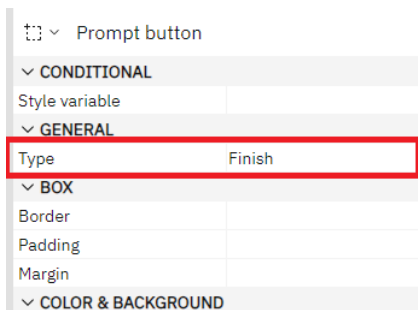 Prompt button
CONDITIONAL
Style variable
GENERAL
Type Finish
BOX
Border
Padding
Margin
COLOR & BACKGROUND